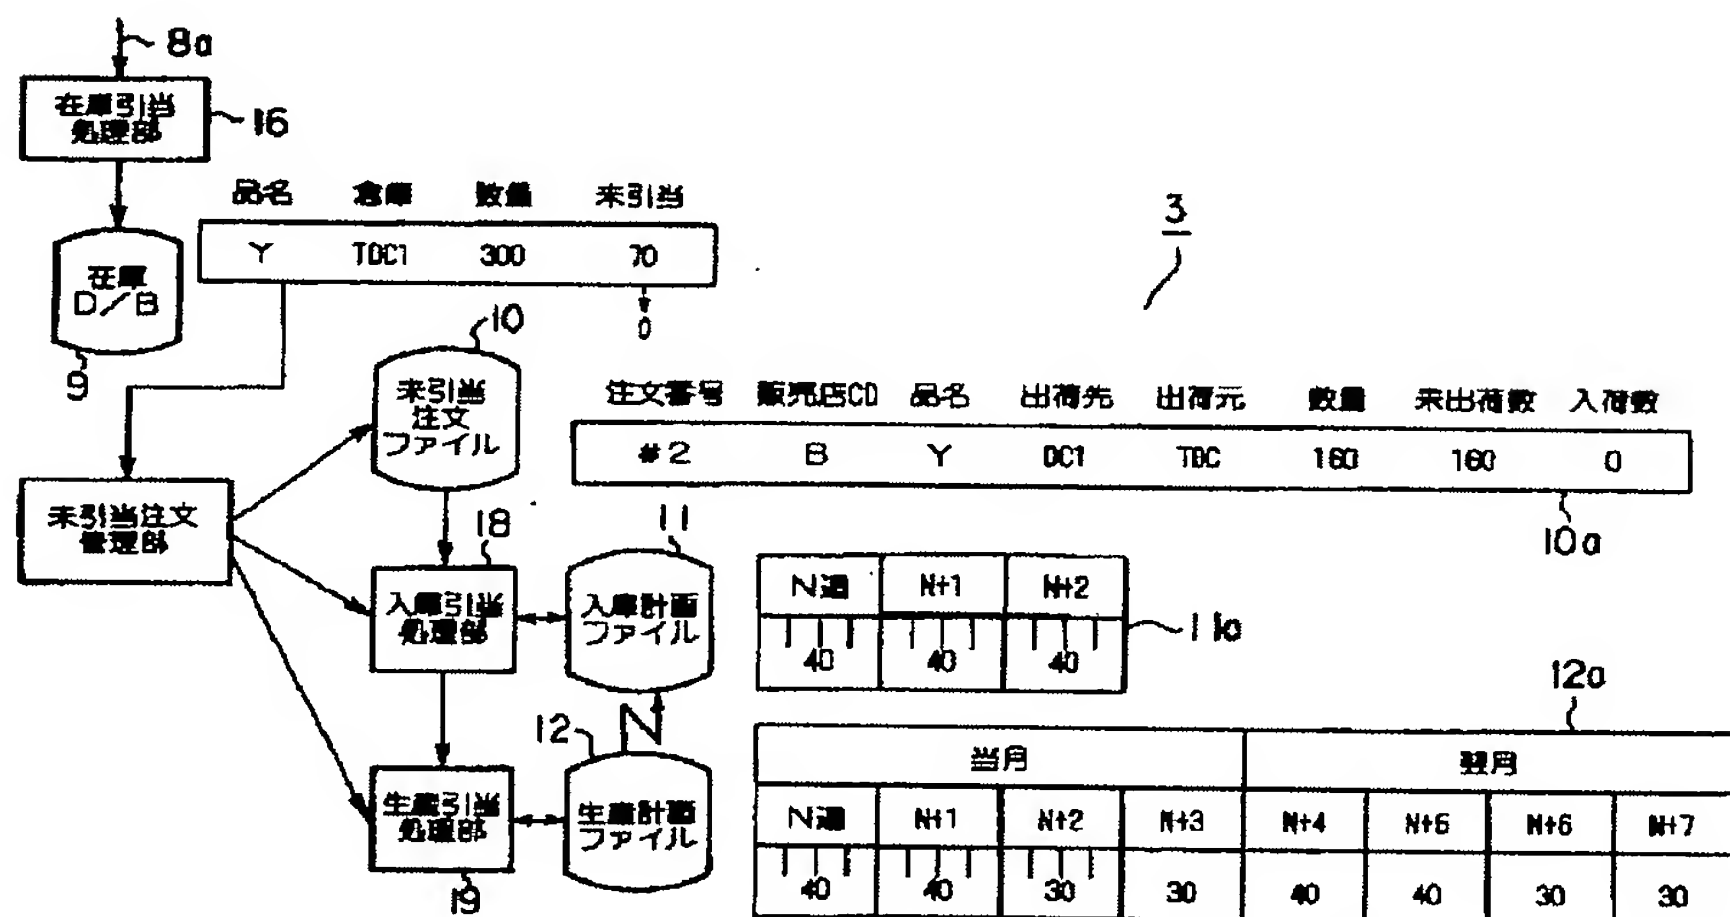 8a
在庫引当
処理部
16
品名 倉庫 数量 未引当
Y TDC1 300 70
0
在庫
D/B
9
3
10
未引当
注文
ファイル
注文番号 販売店CD 品名 出荷先 出荷元 数量 未出荷数 入荷数
#2 B Y DC1 TDC 160 160 0
10a
未引当注文
管理部
18
入庫引当
処理部
11
入庫計画
ファイル
N週 N+1 N+2
40 40 40
11a
12a
12
生産引当
処理部
19
生産計画
ファイル
当月 翌月
N週 N+1 N+2 N+3 N+4 N+5 N+6 N+7
40 40 30 30 40 40 30 30